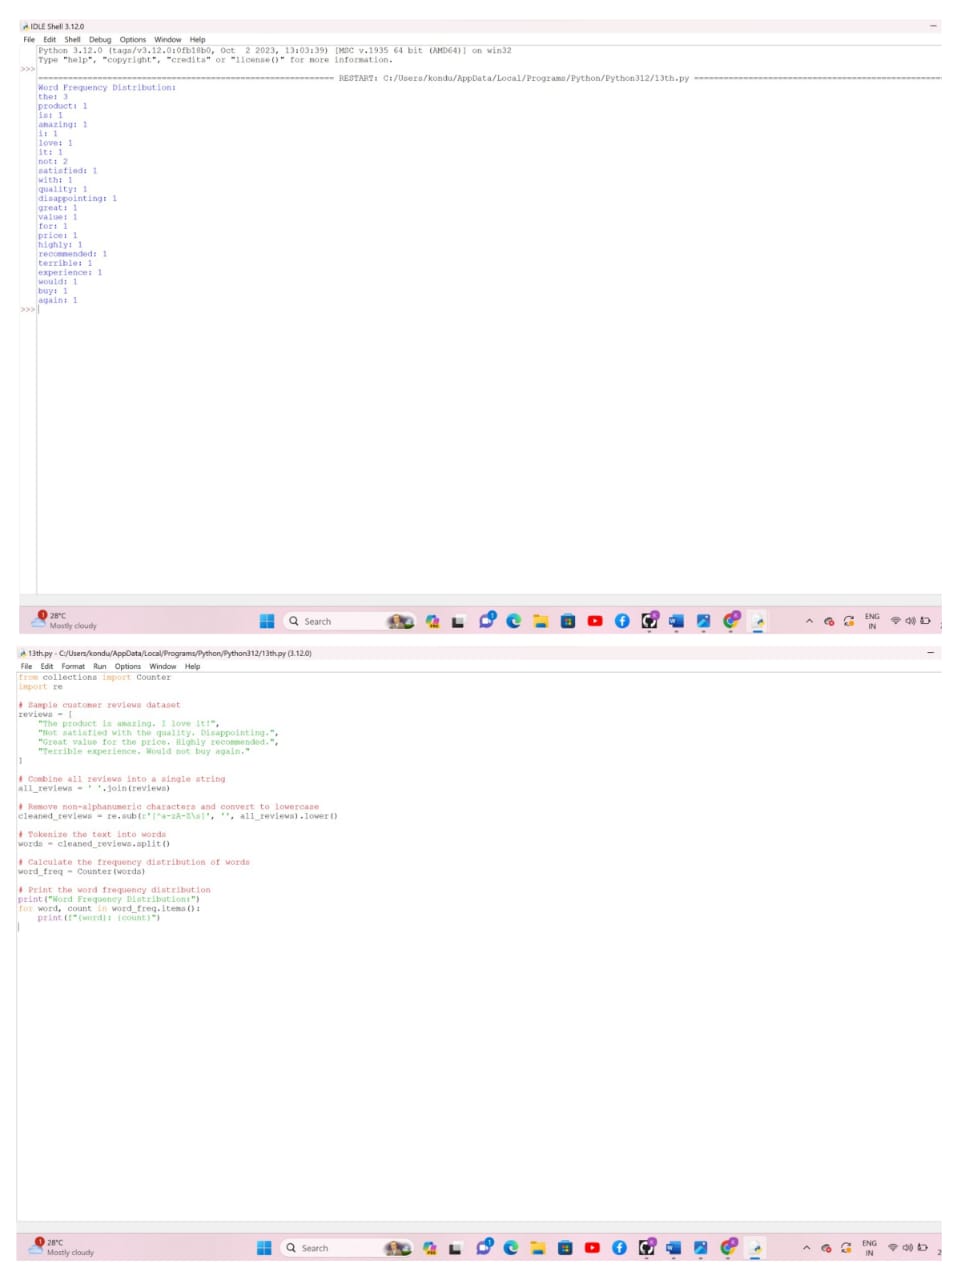 IDLE Shell 3.12.0
File Edit Shell Debug Options Window Help
Python 3.12.0 (tags/v3.12.0:0fb18b0, Oct  2 2023, 13:03:39) [MSC v.1935 64 bit (AMD64)] on win32
Type "help", "copyright", "credits" or "license()" for more information.
>>>
RESTART: C:/Users/kondu/AppData/Local/Programs/Python/Python312/13th.py
Word Frequency Distribution:
the: 3
product: 1
is: 1
amazing: 1
i: 1
love: 1
it: 1
not: 2
satisfied: 1
with: 1
quality: 1
disappointing: 1
great: 1
value: 1
for: 1
price: 1
highly: 1
recommended: 1
terrible: 1
experience: 1
would: 1
buy: 1
again: 1
>>>
28°C
Mostly cloudy
Search
ENG
IN
13th.py - C:/Users/kondu/AppData/Local/Programs/Python/Python312/13th.py (3.12.0)
File Edit Format Run Options Window Help
from collections import Counter
import re
# Sample customer reviews dataset
reviews = [
    "The product is amazing. I love it!",
    "Not satisfied with the quality. Disappointing.",
    "Great value for the price. Highly recommended.",
    "Terrible experience. Would not buy again."
]
# Combine all reviews into a single string
all_reviews = ' '.join(reviews)
# Remove non-alphanumeric characters and convert to lowercase
cleaned_reviews = re.sub(r'[^a-zA-Z\s]', '', all_reviews).lower()
# Tokenize the text into words
words = cleaned_reviews.split()
# Calculate the frequency distribution of words
word_freq = Counter(words)
# Print the word frequency distribution
print("Word Frequency Distribution:")
for word, count in word_freq.items():
    print(f"{word}: {count}")
28°C
Mostly cloudy
Search
ENG
IN